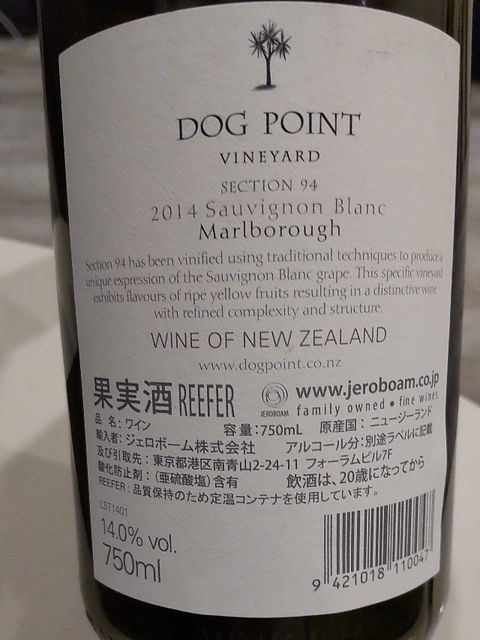 DOG POINT
VINEYARD
SECTION 94
2014 Sauvignon Blanc
Marlborough
Section 94 has been vinified using traditional techniques to produce a
unique expression of the Sauvignon Blanc grape. This specific vineyard
exhibits flavours of ripe yellow fruits resulting in a distinctive wine
with refined complexity and structure.
WINE OF NEW ZEALAND
www.dogpoint.co.nz
果実酒 REEFER JEROBOAM www.jeroboam.co.jp
family owned • fine wines
品名:ワイン 容量:750mL 原産国:ニュージーランド
輸入者:ジェロボーム株式会社 アルコール分:別途ラベルに記載
及び引取先:東京都港区南青山2-24-11 フォーラムビル7F
酸化防止剤:(亜硫酸塩)含有 飲酒は、20歳になってから
REEFER:品質保持のため定温コンテナを使用しています。
LST1401
14.0% vol.
750ml
9 421018 110047